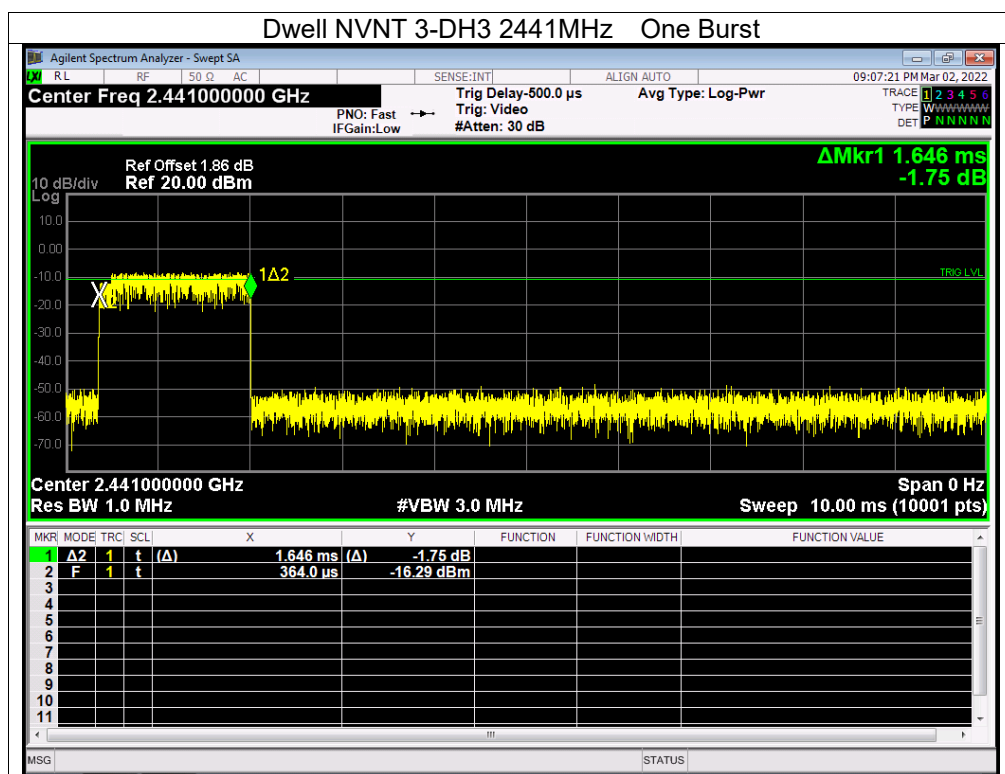 Dwell NVNT 3-DH3 2441MHz One Burst
Agilent Spectrum Analyzer - Swept SA
LXI RL RF 50 Ω AC SENSE:INT ALIGN AUTO 09:07:21 PM Mar 02, 2022
Center Freq 2.441000000 GHz Trig Delay-500.0 µs Avg Type: Log-Pwr TRACE 1 2 3 4 5 6
PNO: Fast Trig: Video TYPE WWWWWW
IFGain:Low #Atten: 30 dB DET P N N N N N
ΔMkr1 1.646 ms
Ref Offset 1.86 dB
10 dB/div Ref 20.00 dBm -1.75 dB
Log
10.0
0.00
-10.0 1Δ2 TRIG LVL
-20.0
-30.0
-40.0
-50.0
-60.0
-70.0
Center 2.441000000 GHz Span 0 Hz
Res BW 1.0 MHz #VBW 3.0 MHz Sweep 10.00 ms (10001 pts)
MKR MODE TRC SCL X Y FUNCTION FUNCTION WIDTH FUNCTION VALUE
1 Δ2 1 t (Δ) 1.646 ms (Δ) -1.75 dB
2 F 1 t 364.0 µs -16.29 dBm
3
4
5
6
7
8
9
10
11
MSG STATUS